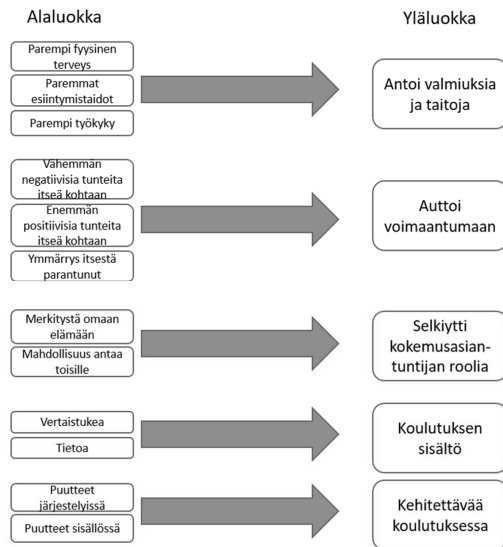 Alaluokka
Yläluokka
Parempi fyysinen
terveys
Paremmat
esiintymistaidot
Parempi työkyky
Antoi valmiuksia
ja taitoja
Vähemmän
negatiivisia tunteita
itseä kohtaan
Enemmän
positiivisia tunteita
itseä kohtaan
Ymmärrys itsestä
parantunut
Auttoi
voimaantumaan
Merkitystä omaan
elämään
Mahdollisuus antaa
toisille
Selkiytti
kokemusasian-
tuntijan roolia
Vertaistukea
Tietoa
Koulutuksen
sisältö
Puutteet
järjestelyissä
Puutteet sisällössä
Kehitettävää
koulutuksessa